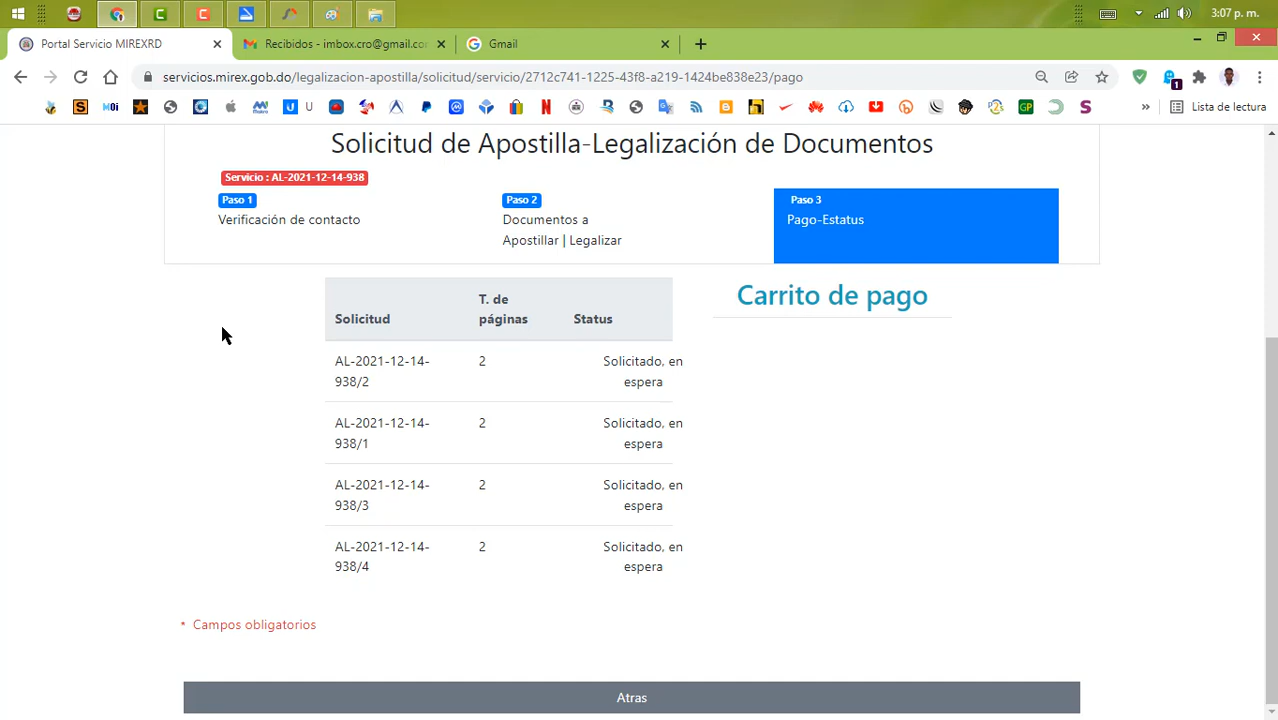 3:07 p. m.
Portal Servicio MIREXRD
Recibidos - imbox.cro@gmail.co
Gmail
servicios.mirex.gob.do/legalizacion-apostilla/solicitud/servicio/2712c741-1225-43f8-a219-1424be838e23/pago
U
Lista de lectura
Solicitud de Apostilla-Legalización de Documentos
Servicio : AL-2021-12-14-938
Paso 1
Verificación de contacto
Paso 2
Documentos a
Apostillar | Legalizar
Paso 3
Pago-Estatus
Carrito de pago
Solicitud
T. de
páginas
Status
AL-2021-12-14-
938/2
2
Solicitado, en
espera
AL-2021-12-14-
938/1
2
Solicitado, en
espera
AL-2021-12-14-
938/3
2
Solicitado, en
espera
AL-2021-12-14-
938/4
2
Solicitado, en
espera
* Campos obligatorios
Atras